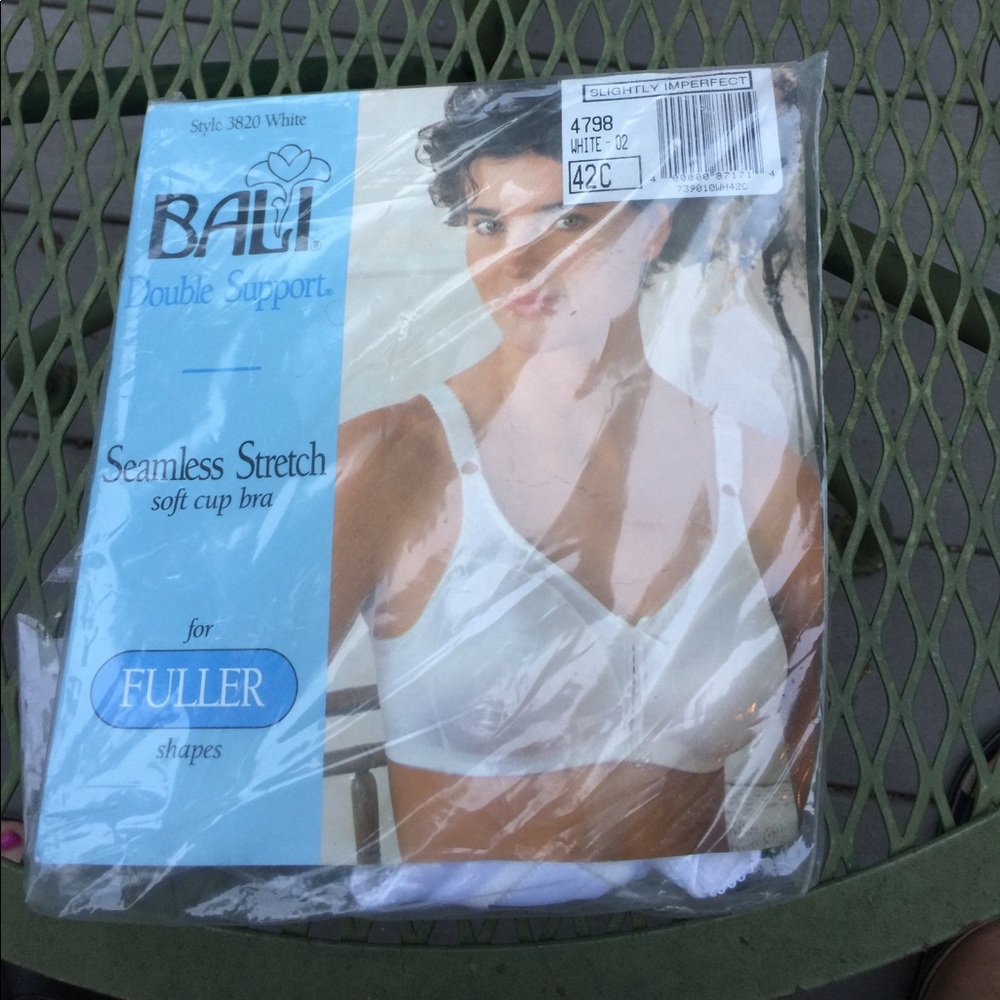 Style 3820 White
BALI®
Double Support®
Seamless Stretch
soft cup bra
for
FULLER
shapes
SLIGHTLY IMPERFECT
4798
WHITE - 02
42C
739810WH42C